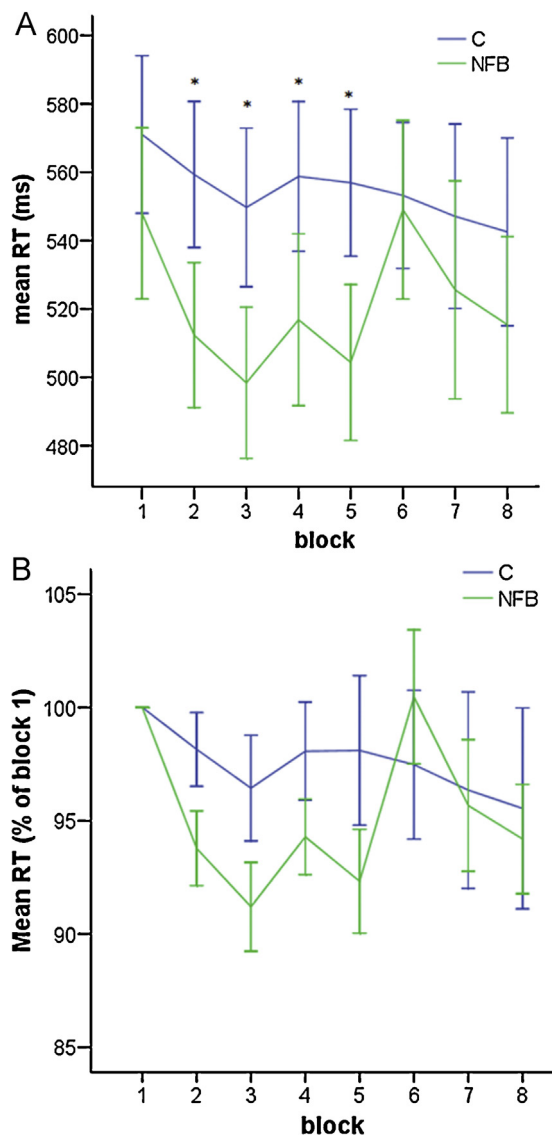 A
C
NFB
600
580
560
540
520
500
480
mean RT (ms)
* * * *
1 2 3 4 5 6 7 8
block
B
C
NFB
105
100
95
90
85
Mean RT (% of block 1)
1 2 3 4 5 6 7 8
block